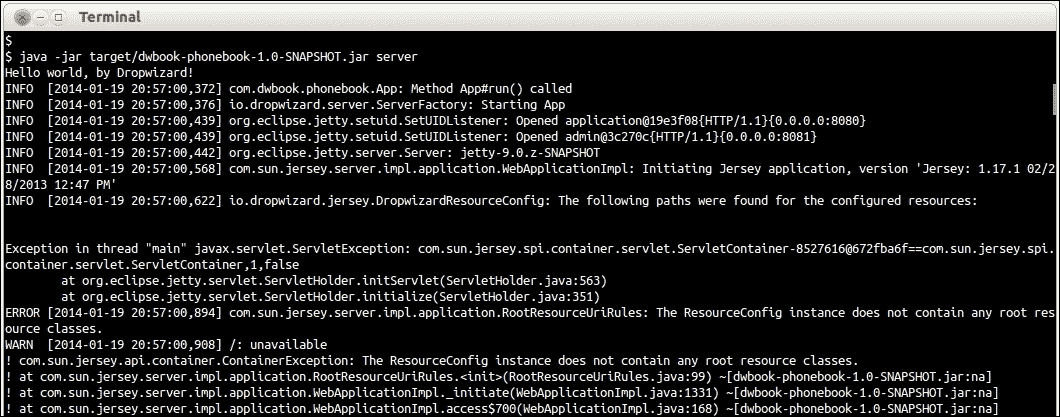 Terminal
$
$ java -jar target/dwbook-phonebook-1.0-SNAPSHOT.jar server
Hello world, by Dropwizard!
INFO  [2014-01-19 20:57:00,372] com.dwbook.phonebook.App: Method App#run() called
INFO  [2014-01-19 20:57:00,376] io.dropwizard.server.ServerFactory: Starting App
INFO  [2014-01-19 20:57:00,439] org.eclipse.jetty.setuid.SetUIDListener: Opened application@19e3f08{HTTP/1.1}{0.0.0.0:8080}
INFO  [2014-01-19 20:57:00,439] org.eclipse.jetty.setuid.SetUIDListener: Opened admin@3c270c{HTTP/1.1}{0.0.0.0:8081}
INFO  [2014-01-19 20:57:00,442] org.eclipse.jetty.server.Server: jetty-9.0.z-SNAPSHOT
INFO  [2014-01-19 20:57:00,568] com.sun.jersey.server.impl.application.WebApplicationImpl: Initiating Jersey application, version 'Jersey: 1.17.1 02/2
8/2013 12:47 PM'
INFO  [2014-01-19 20:57:00,622] io.dropwizard.jersey.DropwizardResourceConfig: The following paths were found for the configured resources:
Exception in thread "main" javax.servlet.ServletException: com.sun.jersey.spi.container.servlet.ServletContainer-8527616@672fba6f==com.sun.jersey.spi.
container.servlet.ServletContainer,1,false
at org.eclipse.jetty.servlet.ServletHolder.initServlet(ServletHolder.java:563)
at org.eclipse.jetty.servlet.ServletHolder.initialize(ServletHolder.java:351)
ERROR [2014-01-19 20:57:00,894] com.sun.jersey.server.impl.application.RootResourceUriRules: The ResourceConfig instance does not contain any root res
ource classes.
WARN  [2014-01-19 20:57:00,908] /: unavailable
! com.sun.jersey.api.container.ContainerException: The ResourceConfig instance does not contain any root resource classes.
! at com.sun.jersey.server.impl.application.RootResourceUriRules.<init>(RootResourceUriRules.java:99) ~[dwbook-phonebook-1.0-SNAPSHOT.jar:na]
! at com.sun.jersey.server.impl.application.WebApplicationImpl._initiate(WebApplicationImpl.java:1331) ~[dwbook-phonebook-1.0-SNAPSHOT.jar:na]
! at com.sun.jersey.server.impl.application.WebApplicationImpl.access$700(WebApplicationImpl.java:168) ~[dwbook-phonebook-1.0-SNAPSHOT.jar:na]